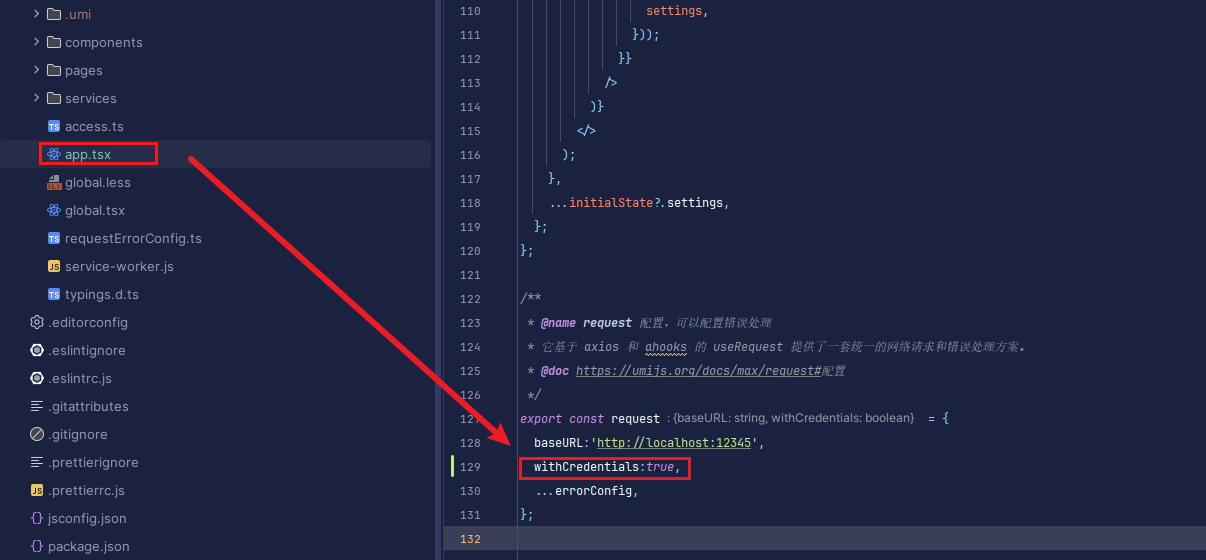 .umi
components
pages
services
access.ts
app.tsx
global.less
global.tsx
requestErrorConfig.ts
service-worker.js
typings.d.ts
.editorconfig
.eslintignore
.eslintrc.js
.gitattributes
.gitignore
.prettierignore
.prettierrc.js
jsconfig.json
package.json
110 settings,
111 }));
112 }}
113 />
114 )}
115 </>
116 );
117 },
118 ...initialState?.settings,
119 };
120 };
121
122 /**
123 * @name request 配置，可以配置错误处理
124 * 它基于 axios 和 ahooks 的 useRequest 提供了一套统一的网络请求和错误处理方案。
125 * @doc https://umijs.org/docs/max/request#配置
126 */
127 export const request : {baseURL: string, withCredentials: boolean} = {
128 baseURL:'http://localhost:12345',
129 withCredentials:true,
130 ...errorConfig,
131 };
132